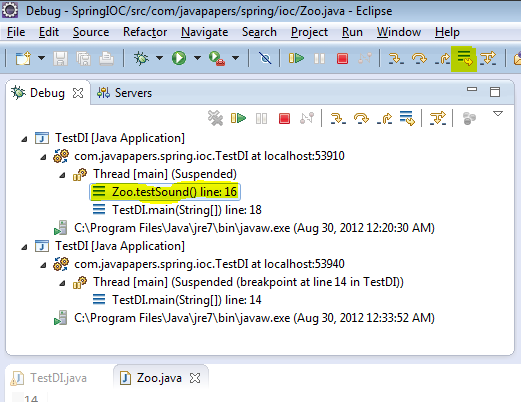 Debug - SpringIOC/src/com/javapapers/spring/ioc/Zoo.java - Eclipse
File Edit Source Refactor Navigate Search Project Run Window Help
Debug Servers
TestDI [Java Application]
com.javapapers.spring.ioc.TestDI at localhost:53910
Thread [main] (Suspended)
Zoo.testSound() line: 16
TestDI.main(String[]) line: 18
C:\Program Files\Java\jre7\bin\javaw.exe (Aug 30, 2012 12:20:30 AM)
TestDI [Java Application]
com.javapapers.spring.ioc.TestDI at localhost:53940
Thread [main] (Suspended (breakpoint at line 14 in TestDI))
TestDI.main(String[]) line: 14
C:\Program Files\Java\jre7\bin\javaw.exe (Aug 30, 2012 12:33:52 AM)
TestDI.java Zoo.java
14